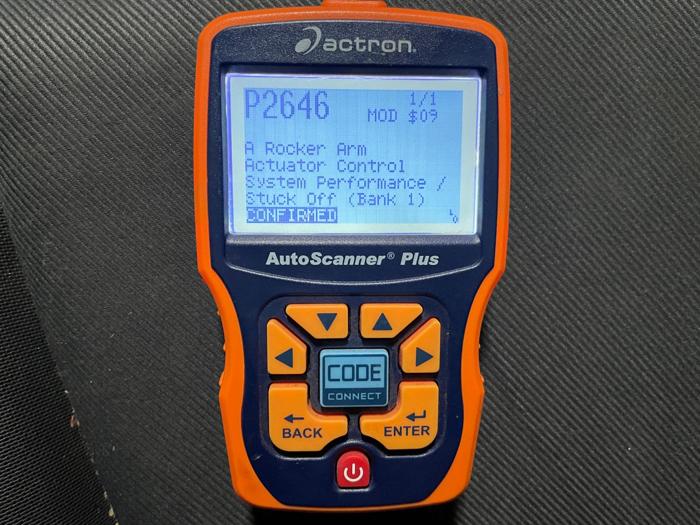 actron®
P2646 1/1
MOD $09
A Rocker Arm
Actuator Control
System Performance /
Stuck Off (Bank 1)
CONFIRMED
AutoScanner® Plus
CODE
CONNECT
BACK
ENTER